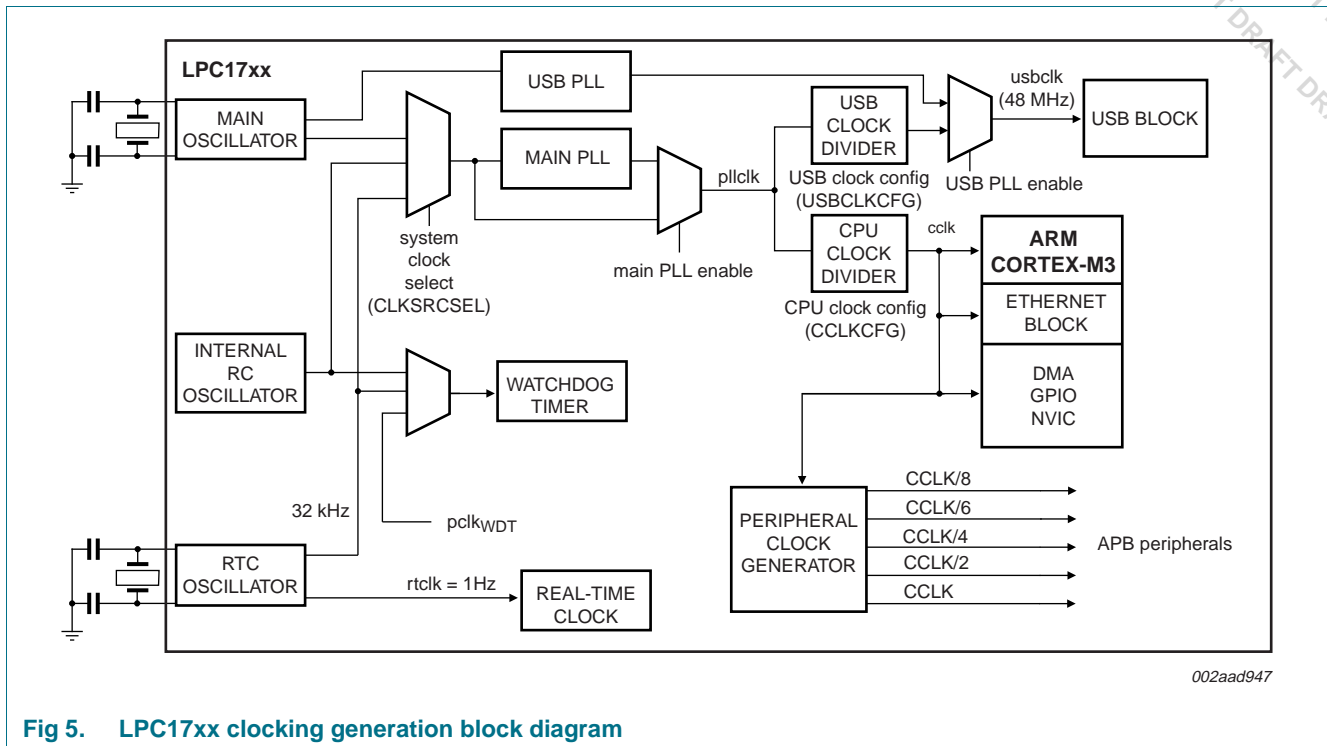 DRAFT DRAFT
LPC17xx
MAIN
OSCILLATOR
USB PLL
MAIN PLL
system
clock
select
(CLKSRCSEL)
main PLL enable
pllclk
USB
CLOCK
DIVIDER
USB clock config
(USBCLKCFG)
CPU
CLOCK
DIVIDER
CPU clock config
(CCLKCFG)
usbclk
(48 MHz)
USB BLOCK
USB PLL enable
cclk
ARM
CORTEX-M3
ETHERNET
BLOCK
DMA
GPIO
NVIC
INTERNAL
RC
OSCILLATOR
WATCHDOG
TIMER
32 kHz
pclkWDT
RTC
OSCILLATOR
rtclk = 1Hz
REAL-TIME
CLOCK
PERIPHERAL
CLOCK
GENERATOR
CCLK/8
CCLK/6
CCLK/4
CCLK/2
CCLK
APB peripherals
002aad947
Fig 5. LPC17xx clocking generation block diagram